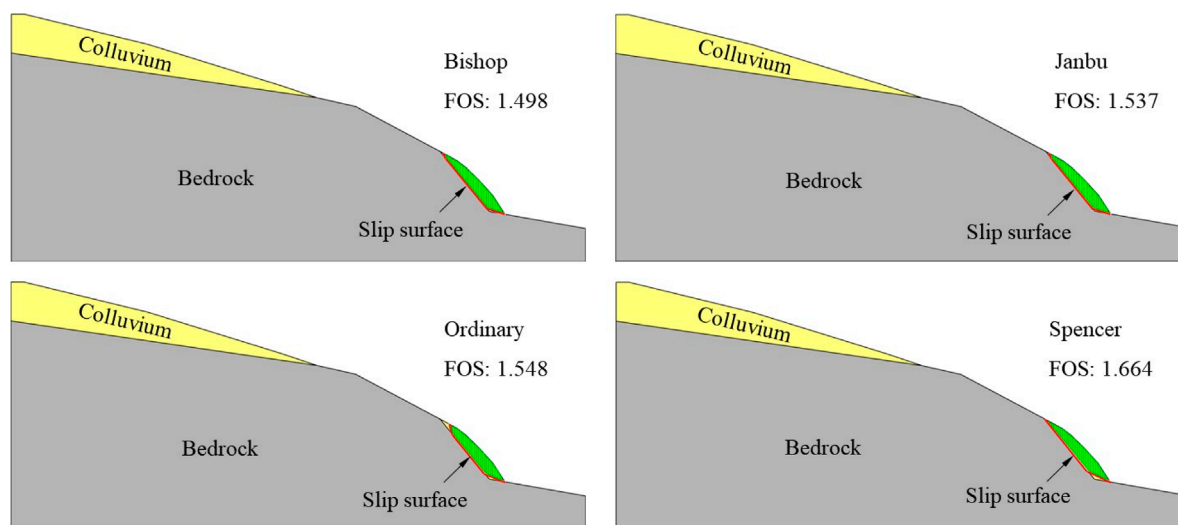 Colluvium
Bishop
FOS: 1.498
Bedrock
Slip surface
Colluvium
Janbu
FOS: 1.537
Bedrock
Slip surface
Colluvium
Ordinary
FOS: 1.548
Bedrock
Slip surface
Colluvium
Spencer
FOS: 1.664
Bedrock
Slip surface